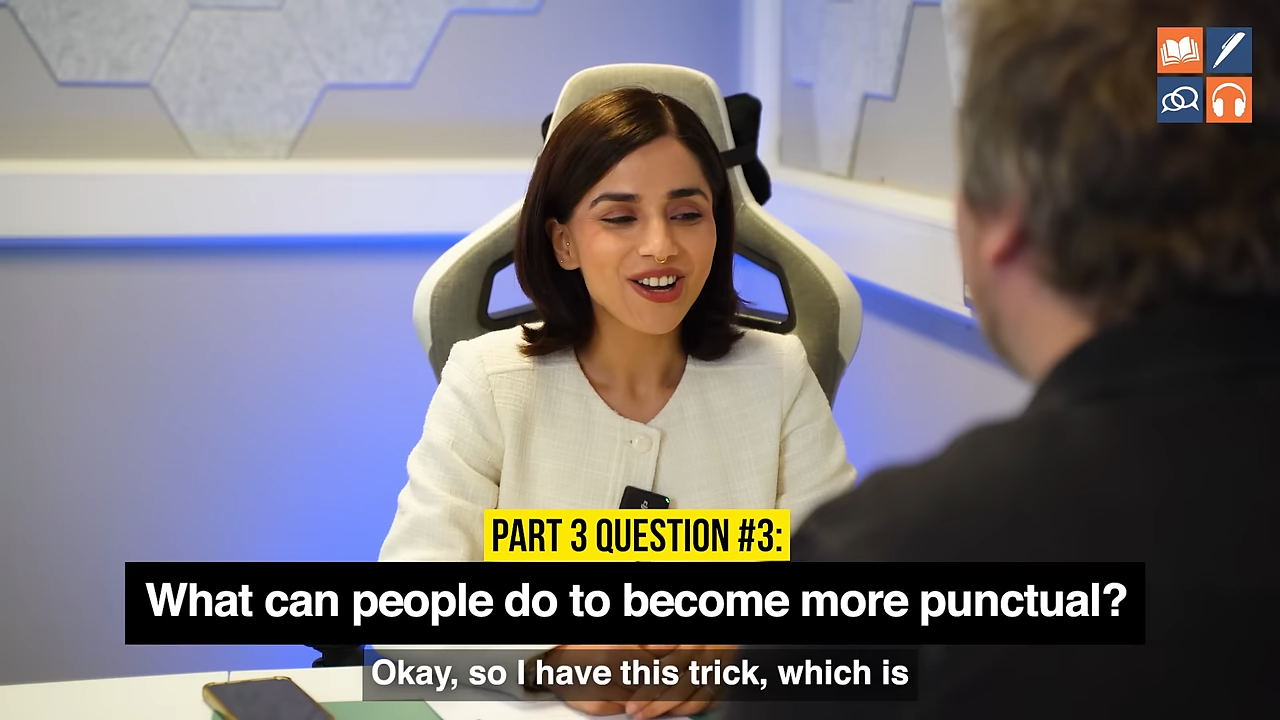 PART 3 QUESTION #3:
What can people do to become more punctual?
Okay, so I have this trick, which is